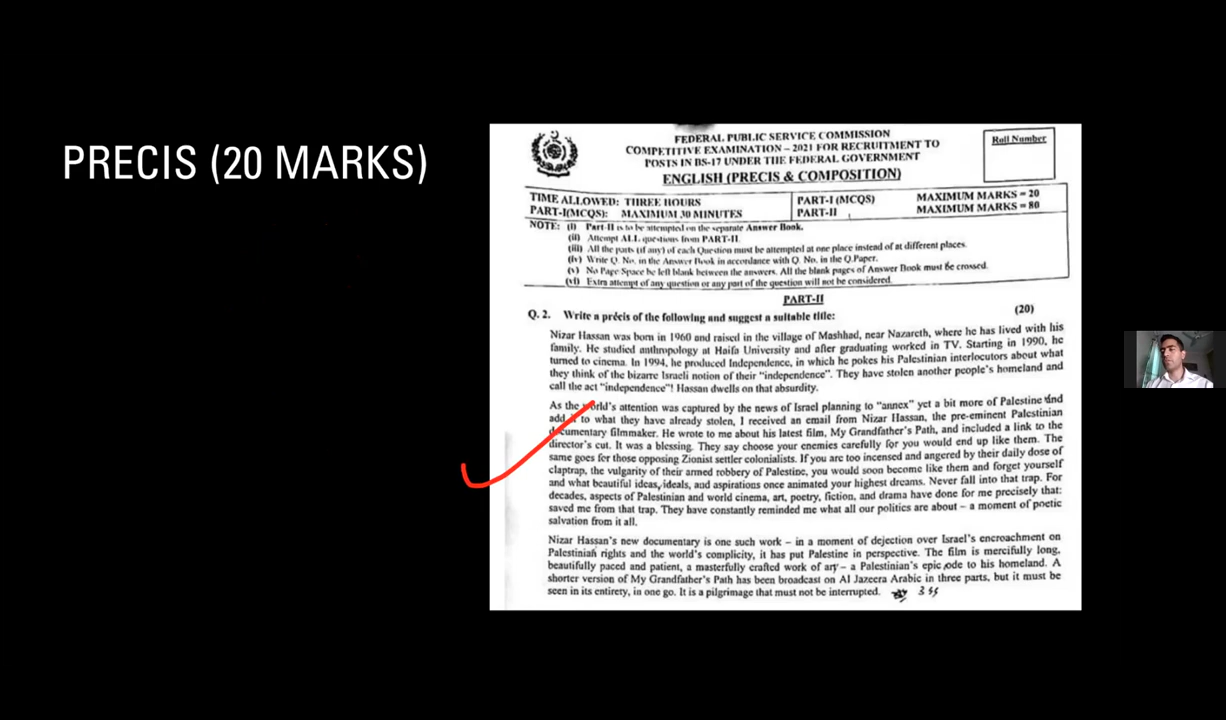 PRECIS (20 MARKS)
FEDERAL PUBLIC SERVICE COMMISSION
COMPETITIVE EXAMINATION – 2021 FOR RECRUITMENT TO
POSTS IN BS-17 UNDER THE FEDERAL GOVERNMENT
ENGLISH (PRECIS & COMPOSITION)
Roll Number
TIME ALLOWED: THREE HOURS
PART-I(MCQS): MAXIMUM 30 MINUTES
PART-I (MCQS) MAXIMUM MARKS = 20
PART-II MAXIMUM MARKS = 80
NOTE: (i) Part-II is to be attempted on the separate Answer Book.
(ii) Attempt ALL questions from PART-II.
(iii) All the parts (if any) of each Question must be attempted at one place instead of at different places.
(iv) Write Q. No. in the Answer Book in accordance with Q. No. in the Q.Paper.
(v) No Page/Space be left blank between the answers. All the blank pages of Answer Book must be crossed.
(vi) Extra attempt of any question or any part of the question will not be considered.
PART-II
Q. 2. Write a précis of the following and suggest a suitable title: (20)
Nizar Hassan was born in 1960 and raised in the village of Mashhad, near Nazareth, where he has lived with his
family. He studied anthropology at Haifa University and after graduating worked in TV. Starting in 1990, he
turned to cinema. In 1994, he produced Independence, in which he pokes his Palestinian interlocutors about what
they think of the bizarre Israeli notion of their “independence”. They have stolen another people's homeland and
call the act “independence”! Hassan dwells on that absurdity.
As the world's attention was captured by the news of Israel planning to “annex” yet a bit more of Palestine and
add it to what they have already stolen, I received an email from Nizar Hassan, the pre-eminent Palestinian
documentary filmmaker. He wrote to me about his latest film, My Grandfather's Path, and included a link to the
director's cut. It was a blessing. They say choose your enemies carefully for you would end up like them. The
same goes for those opposing Zionist settler colonialists. If you are too incensed and angered by their daily dose of
claptrap, the vulgarity of their armed robbery of Palestine, you would soon become like them and forget yourself
and what beautiful ideas, ideals, and aspirations once animated your highest dreams. Never fall into that trap. For
decades, aspects of Palestinian and world cinema, art, poetry, fiction, and drama have done for me precisely that:
saved me from that trap. They have constantly reminded me what all our politics are about – a moment of poetic
salvation from it all.
Nizar Hassan's new documentary is one such work – in a moment of dejection over Israel's encroachment on
Palestinian rights and the world's complicity, it has put Palestine in perspective. The film is mercifully long,
beautifully paced and patient, a masterfully crafted work of art – a Palestinian's epic ode to his homeland. A
shorter version of My Grandfather's Path has been broadcast on Al Jazeera Arabic in three parts, but it must be
seen in its entirety, in one go. It is a pilgrimage that must not be interrupted.